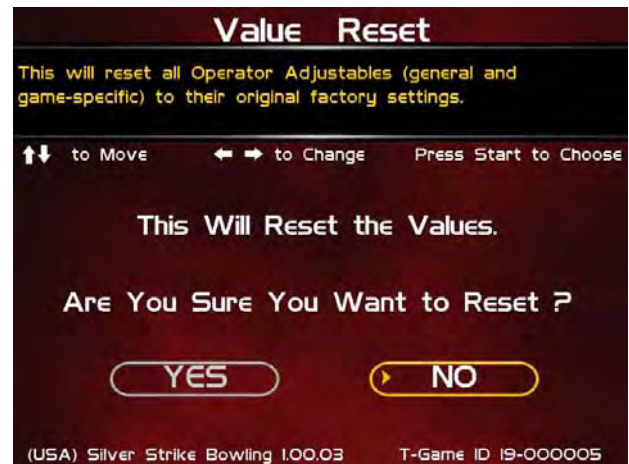 Value Reset
This will reset all Operator Adjustables (general and
game-specific) to their original factory settings.
to Move to Change Press Start to Choose
This Will Reset the Values.
Are You Sure You Want to Reset ?
YES NO
(USA) Silver Strike Bowling 1.00.03 T-Game ID 19-000005